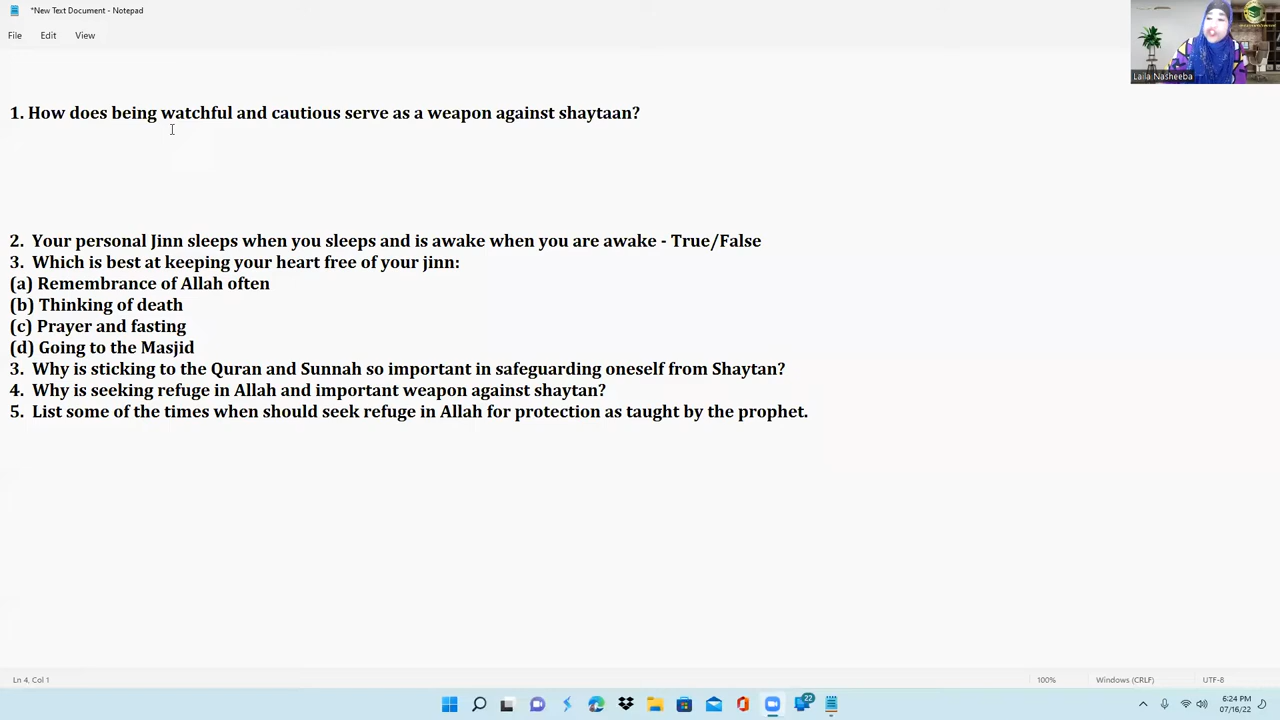 *New Text Document - Notepad
File Edit View
Laila Nasheeba
1. How does being watchful and cautious serve as a weapon against shaytaan?
2. Your personal Jinn sleeps when you sleeps and is awake when you are awake - True/False
3. Which is best at keeping your heart free of your jinn:
(a) Remembrance of Allah often
(b) Thinking of death
(c) Prayer and fasting
(d) Going to the Masjid
3. Why is sticking to the Quran and Sunnah so important in safeguarding oneself from Shaytan?
4. Why is seeking refuge in Allah and important weapon against shaytan?
5. List some of the times when should seek refuge in Allah for protection as taught by the prophet.
Ln 4, Col 1 100% Windows (CRLF) UTF-8
22
6:24 PM
07/16/22